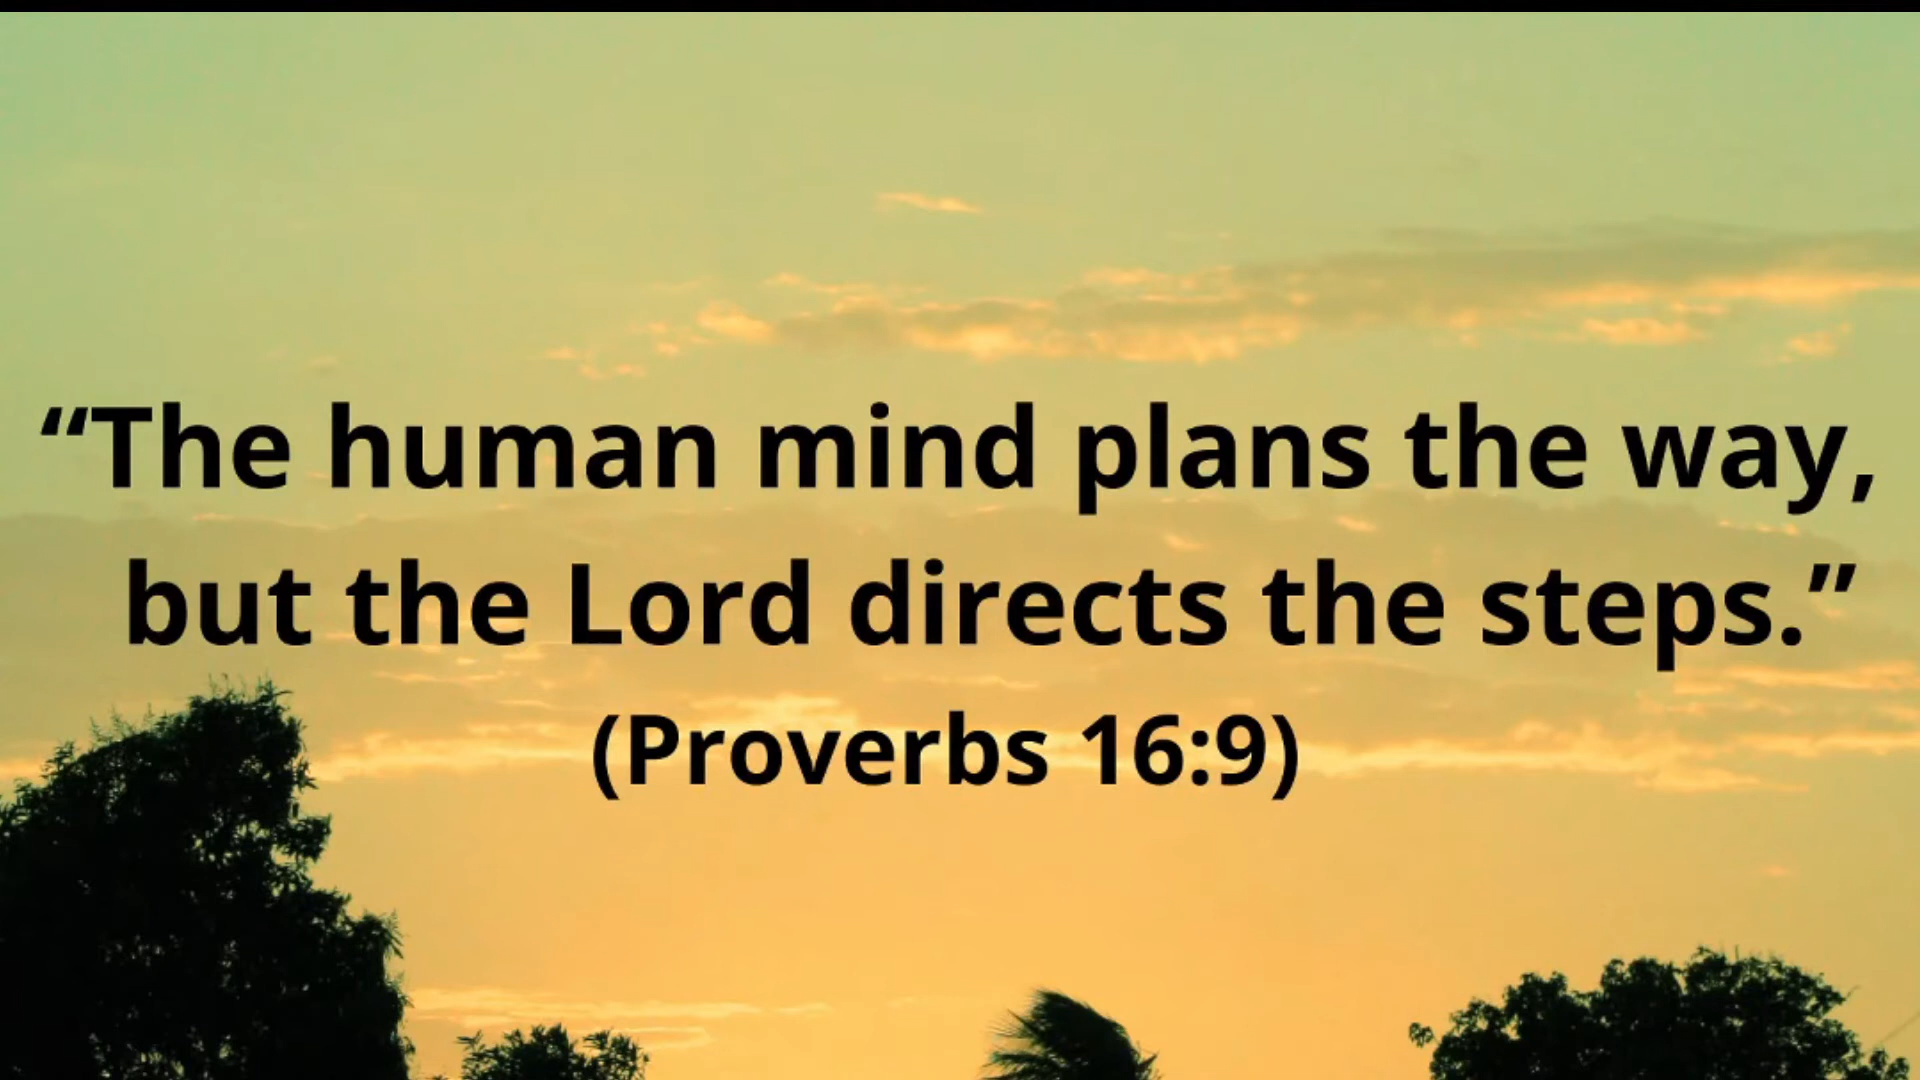 “The human mind plans the way,
but the Lord directs the steps.”
(Proverbs 16:9)